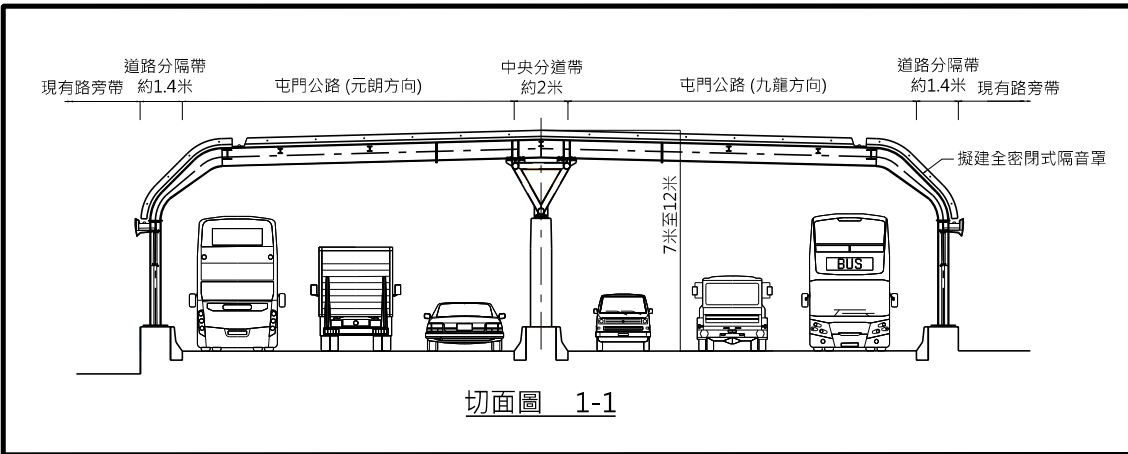 道路分隔帶
中央分道帶
道路分隔帶
現有路旁帶
約1.4米
屯門公路 (元朗方向)
約2米
屯門公路 (九龍方向)
約1.4米
現有路旁帶
擬建全密閉式隔音罩
7米至12米
BUS
切面圖 1-1